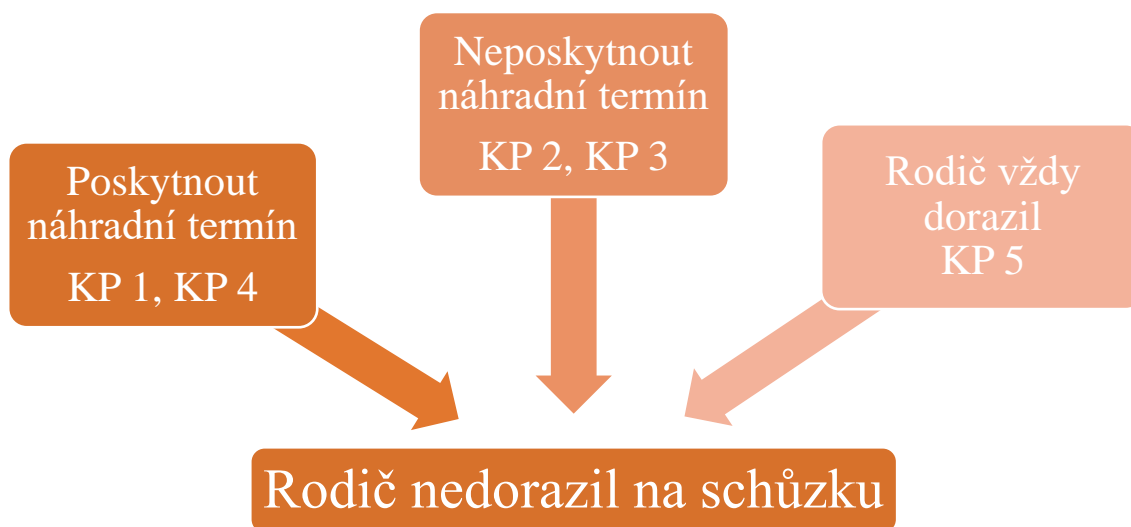 Poskytnout
náhradní termín
KP 1, KP 4
Neposkytnout
náhradní termín
KP 2, KP 3
Rodič vždy
dorazil
KP 5
Rodič nedorazil na schůzku